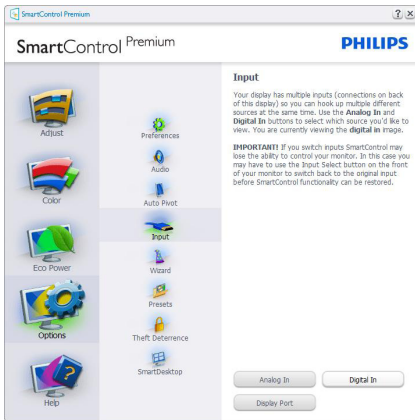 SmartControl Premium
SmartControl Premium
PHILIPS
Adjust
Color
Eco Power
Options
Help
Preferences
Audio
Auto Pivot
Input
Wizard
Presets
Theft Deterrence
SmartDesktop
Input
Your display has multiple inputs (connections on back
of this display) so you can hook up multiple different
sources at the same time. Use the Analog In and
Digital In buttons to select which source you'd like to
view. You are currently viewing the digital in image.
IMPORTANT! If you switch inputs SmartControl may
lose the ability to control your monitor. In this case you
may have to use the Input Select button on the front
of your monitor to switch back to the original input
before SmartControl functionality can be restored.
Analog In
Digital In
Display Port